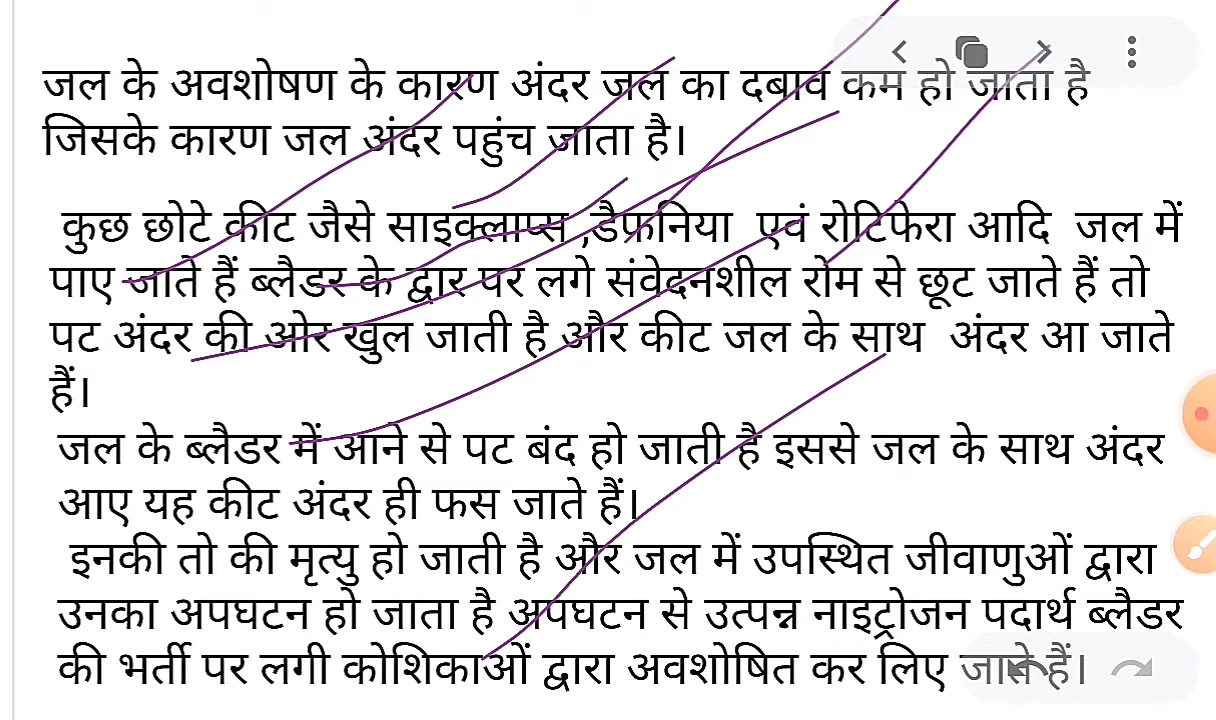 जल के अवशोषण के कारण अंदर जल का दबाव कम हो जाता है
जिसके कारण जल अंदर पहुंच जाता है।
कुछ छोटे कीट जैसे साइक्लाप्स ,डैफ़निया एवं रोटिफेरा आदि जल में
पाए जाते हैं ब्लैडर के द्वार पर लगे संवेदनशील रोम से छूट जाते हैं तो
पट अंदर की ओर खुल जाती है और कीट जल के साथ अंदर आ जाते
हैं।
जल के ब्लैडर में आने से पट बंद हो जाती है इससे जल के साथ अंदर
आए यह कीट अंदर ही फस जाते हैं।
इनकी तो की मृत्यु हो जाती है और जल में उपस्थित जीवाणुओं द्वारा
उनका अपघटन हो जाता है अपघटन से उत्पन्न नाइट्रोजन पदार्थ ब्लैडर
की भर्ती पर लगी कोशिकाओं द्वारा अवशोषित कर लिए जाते हैं।